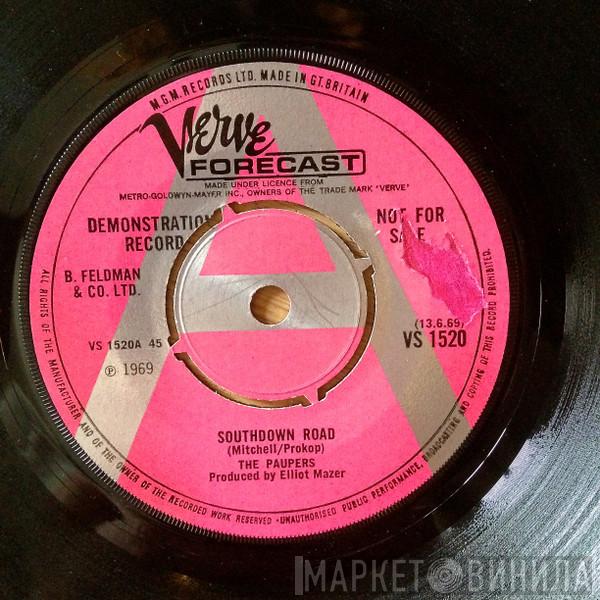 M.G.M. RECORDS LTD. MADE IN GT. BRITAIN
Verve
FORECAST
MADE UNDER LICENCE FROM
METRO-GOLDWYN-MAYER INC., OWNERS OF THE TRADE MARK "VERVE"
DEMONSTRATION
RECORD
NOT FOR
SALE
B. FELDMAN
& CO. LTD.
(13.6.69)
VS 1520
VS 1520A 45
℗ 1969
SOUTHDOWN ROAD
(Mitchell/Prokop)
THE PAUPERS
Produced by Elliot Mazer
ALL RIGHTS OF THE MANUFACTURER AND OF THE OWNER OF THE RECORDED WORK RESERVED - UNAUTHORISED PUBLIC PERFORMANCE, BROADCASTING AND COPYING OF THIS RECORD PROHIBITED.
A
МАРКЕТ ВИНИЛА